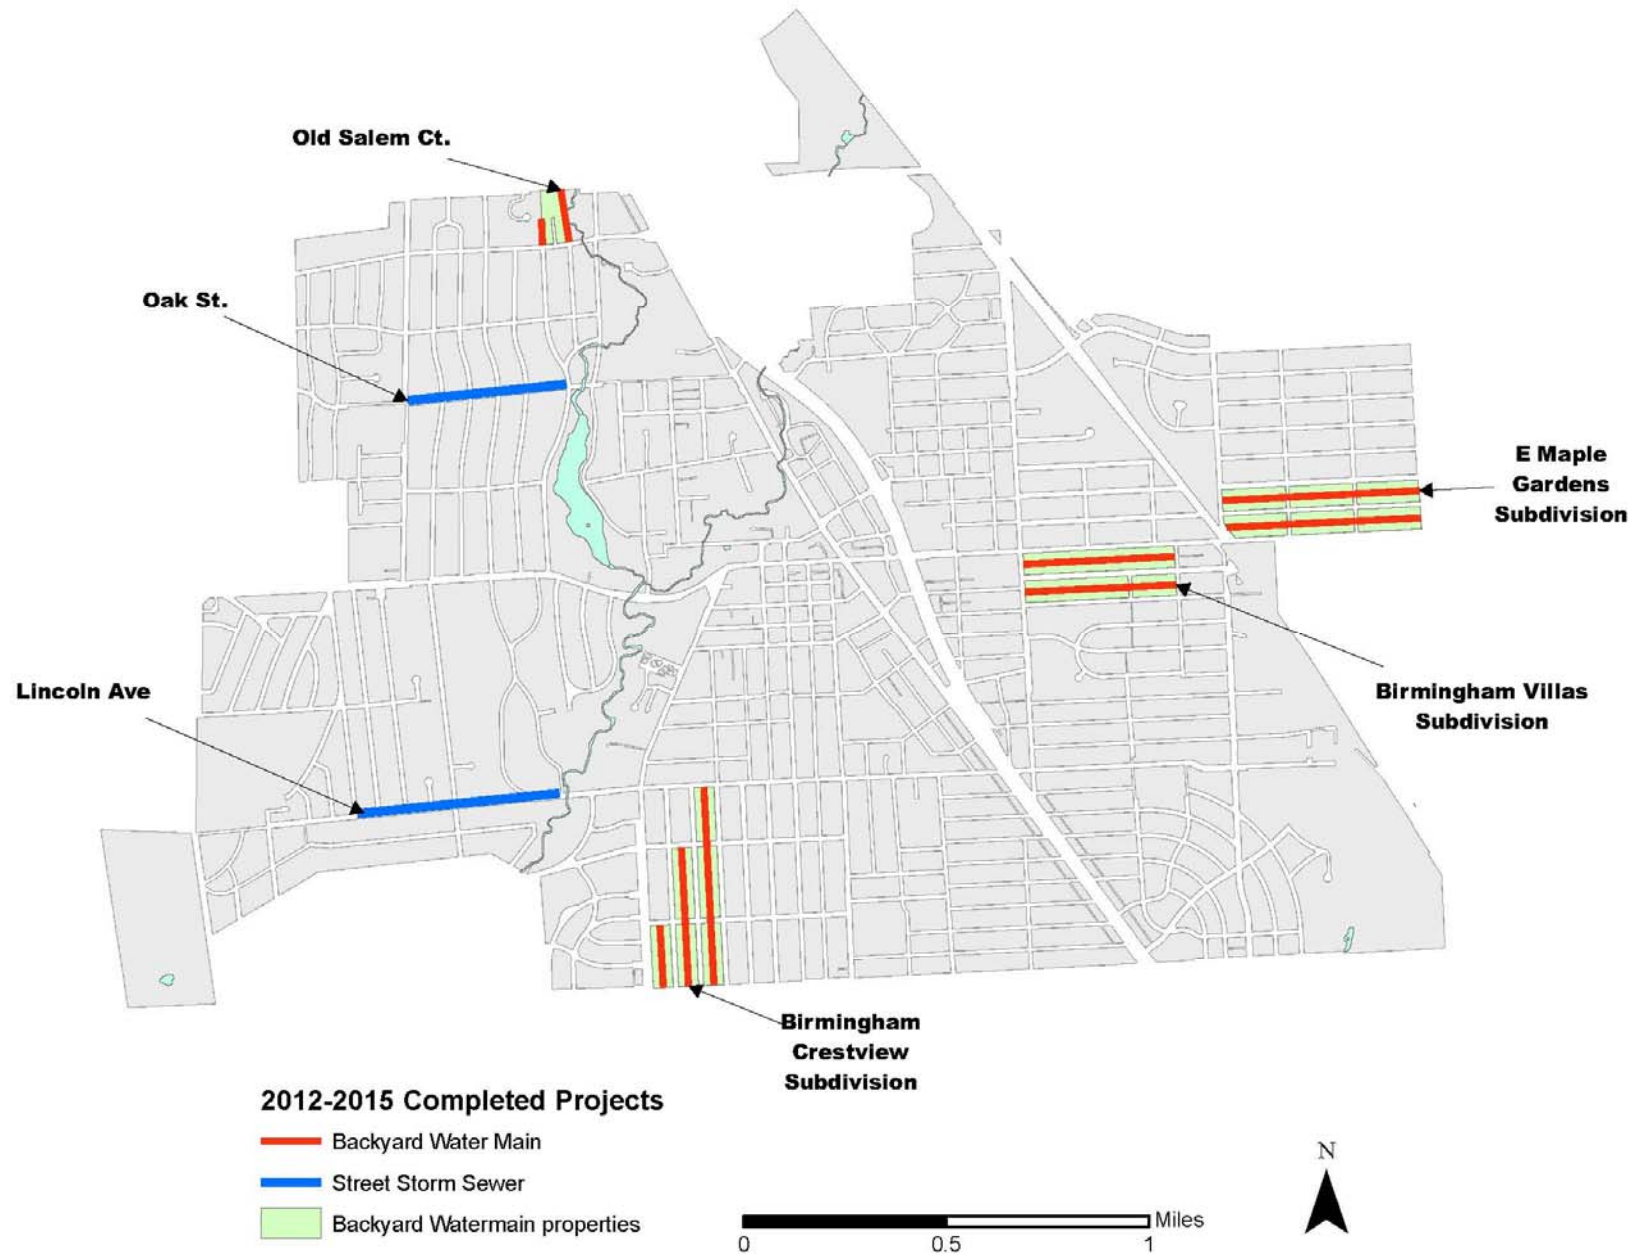 Old Salem Ct.
Oak St.
E Maple
Gardens
Subdivision
Birmingham Villas
Subdivision
Lincoln Ave
Birmingham
Crestview
Subdivision
2012-2015 Completed Projects
Backyard Water Main
Street Storm Sewer
Backyard Watermain properties
N
Miles
0 0.5 1